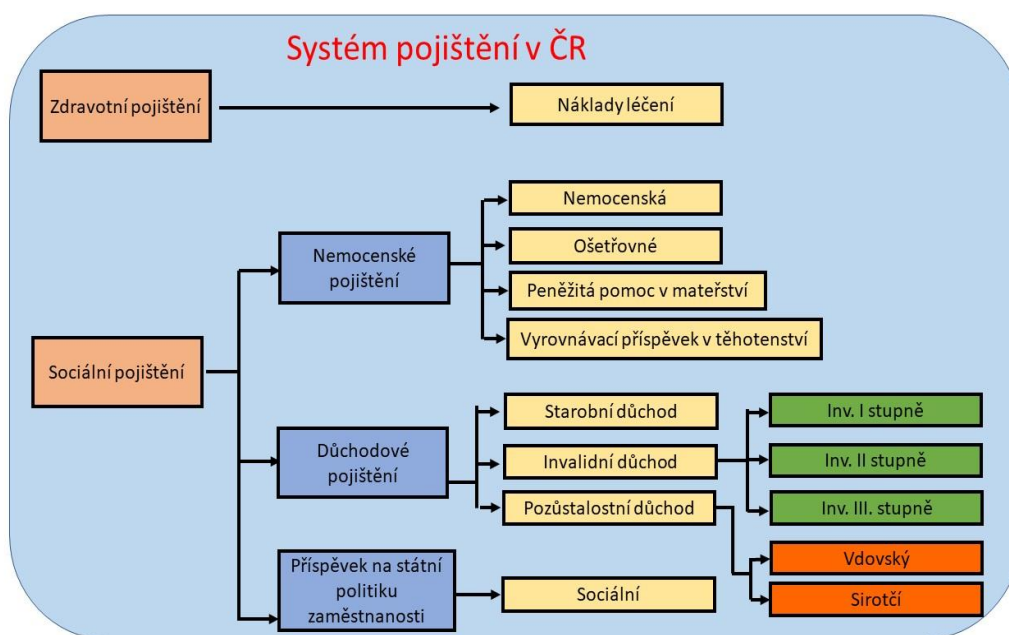 Systém pojištění v ČR
Zdravotní pojištění
Náklady léčení
Sociální pojištění
Nemocenské
pojištění
Nemocenská
Ošetřovné
Peněžitá pomoc v mateřství
Vyrovnávací příspěvek v těhotenství
Důchodové
pojištění
Starobní důchod
Invalidní důchod
Pozůstalostní důchod
Inv. I stupně
Inv. II stupně
Inv. III. stupně
Vdovský
Sirotčí
Příspěvek na státní
politiku
zaměstnanosti
Sociální